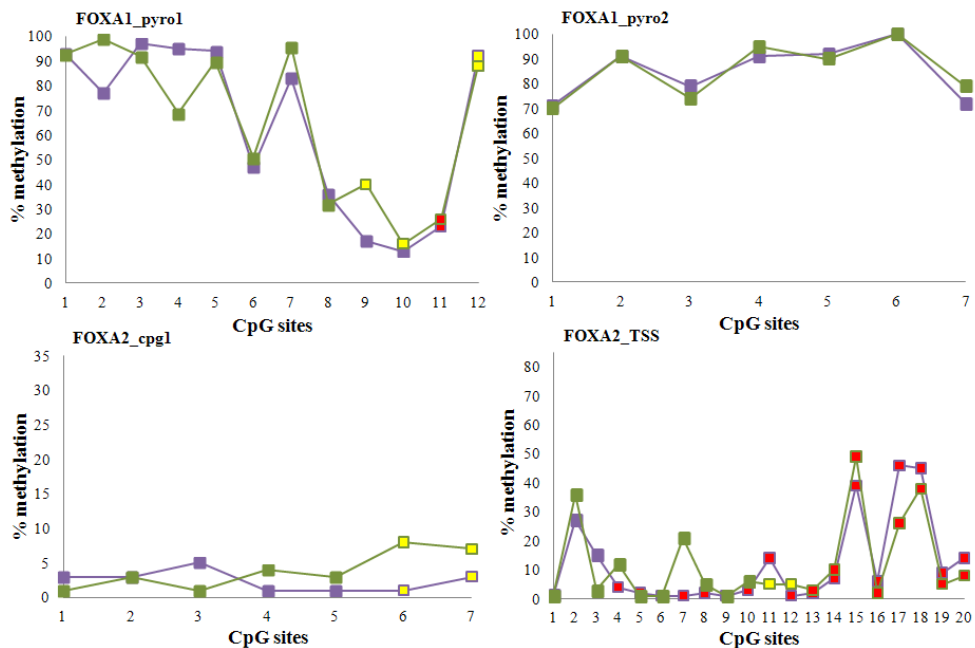 FOXA1_pyro1
% methylation
100
90
80
70
60
50
40
30
20
10
0
1 2 3 4 5 6 7 8 9 10 11 12
CpG sites
FOXA1_pyro2
% methylation
100
90
80
70
60
50
40
30
20
10
0
1 2 3 4 5 6 7
CpG sites
FOXA2_cpg1
% methylation
35
30
25
20
15
10
5
0
1 2 3 4 5 6 7
CpG sites
FOXA2_TSS
% methylation
80
70
60
50
40
30
20
10
0
1 2 3 4 5 6 7 8 9 10 11 12 13 14 15 16 17 18 19 20
CpG sites